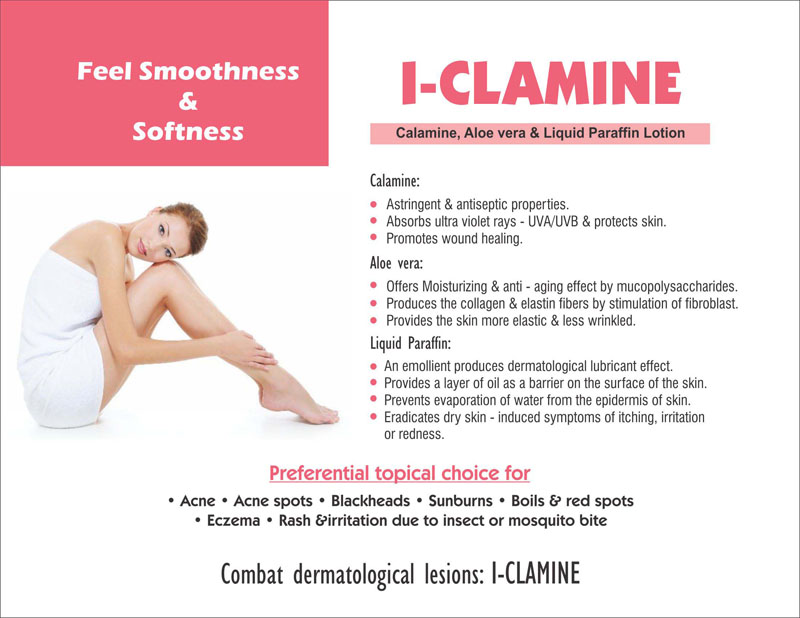 Feel Smoothness
&
Softness
I-CLAMINE
Calamine, Aloe vera & Liquid Paraffin Lotion
Calamine:
• Astringent & antiseptic properties.
• Absorbs ultra violet rays - UVA/UVB & protects skin.
• Promotes wound healing.
Aloe vera:
• Offers Moisturizing & anti - aging effect by mucopolysaccharides.
• Produces the collagen & elastin fibers by stimulation of fibroblast.
• Provides the skin more elastic & less wrinkled.
Liquid Paraffin:
• An emollient produces dermatological lubricant effect.
• Provides a layer of oil as a barrier on the surface of the skin.
• Prevents evaporation of water from the epidermis of skin.
• Eradicates dry skin - induced symptoms of itching, irritation
or redness.
Preferential topical choice for
• Acne • Acne spots • Blackheads • Sunburns • Boils & red spots
• Eczema • Rash &irritation due to insect or mosquito bite
Combat dermatological lesions: I-CLAMINE